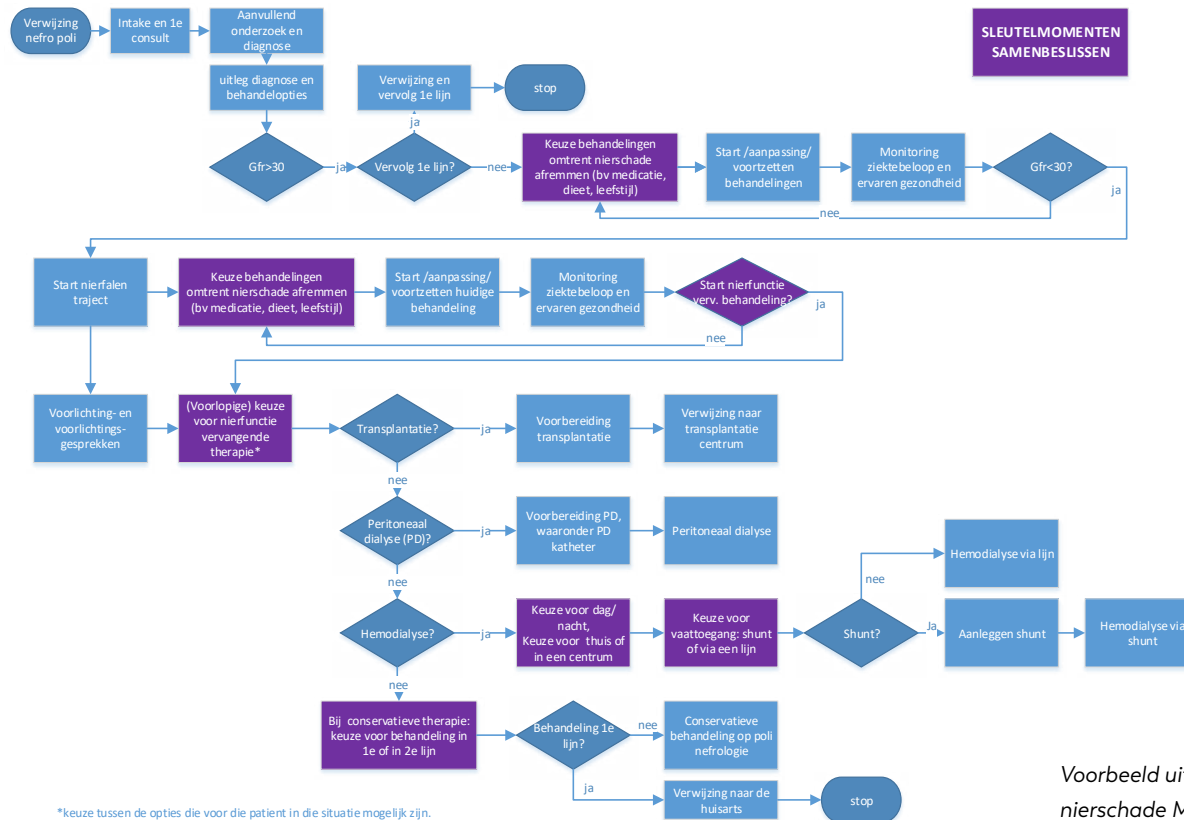 Verwijzing
nefro poli
Intake en 1e
consult
Aanvullend
onderzoek en
diagnose
SLEUTELMOMENTEN
SAMENBESLISSEN
uitleg diagnose en
behandelopties
Verwijzing en
vervolg 1e lijn
stop
ja
Gfr>30
ja
Vervolg 1e lijn?
nee
Keuze behandelingen
omtrent nierschade
afremmen (bv medicatie,
dieet, leefstijl)
Start /aanpassing/
voortzetten
behandelingen
Monitoring
ziektebeloop en
ervaren gezondheid
Gfr<30?
ja
nee
Start nierfalen
traject
Keuze behandelingen
omtrent nierschade afremmen
(bv medicatie, dieet, leefstijl)
Start /aanpassing/
voortzetten huidige
behandeling
Monitoring
ziektebeloop en
ervaren gezondheid
Start nierfunctie
verv. behandeling?
ja
nee
Voorlichting- en
voorlichtings-
gesprekken
(Voorlopige) keuze
voor nierfunctie
vervangende
therapie*
Transplantatie?
ja
Voorbereiding
transplantatie
Verwijzing naar
transplantatie
centrum
nee
Peritoneaal
dialyse (PD)?
ja
Voorbereiding PD,
waaronder PD
katheter
Peritoneaal dialyse
nee
Hemodialyse?
ja
Keuze voor dag/
nacht,
Keuze voor thuis of
in een centrum
Keuze voor
vaattoegang: shunt
of via een lijn
Shunt?
nee
Hemodialyse via lijn
Ja
Aanleggen shunt
Hemodialyse via
shunt
nee
Bij conservatieve therapie:
keuze voor behandeling in
1e of in 2e lijn
Behandeling 1e
lijn?
nee
Conservatieve
behandeling op poli
nefrologie
ja
Verwijzing naar de
huisarts
stop
*keuze tussen de opties die voor die patient in die situatie mogelijk zijn.
Voorbeeld
nierschade